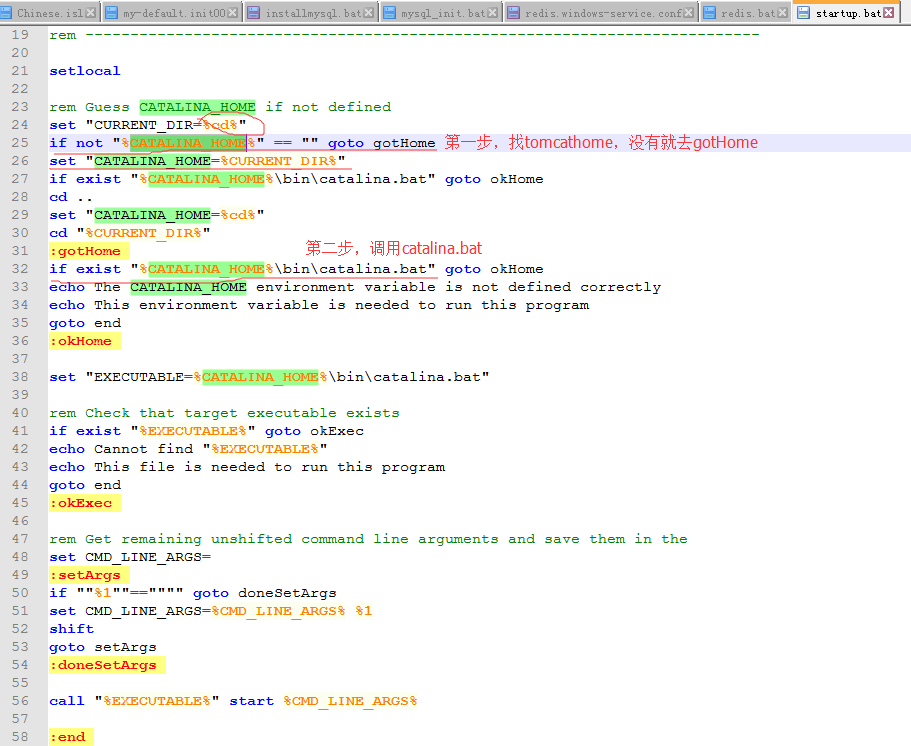 Chinese.isl my-default.init00 installmysql.bat mysql_init.bat redis.windows-service.conf redis.bat startup.bat
19 rem ---------------------------------------------------------------------------
20
21 setlocal
22
23 rem Guess CATALINA_HOME if not defined
24 set "CURRENT_DIR=%cd%"
25 if not "%CATALINA_HOME%" == "" goto gotHome 第一步，找tomcathome，没有就去gotHome
26 set "CATALINA_HOME=%CURRENT_DIR%"
27 if exist "%CATALINA_HOME%\bin\catalina.bat" goto okHome
28 cd ..
29 set "CATALINA_HOME=%cd%"
30 cd "%CURRENT_DIR%"
31 :gotHome 第二步，调用catalina.bat
32 if exist "%CATALINA_HOME%\bin\catalina.bat" goto okHome
33 echo The CATALINA_HOME environment variable is not defined correctly
34 echo This environment variable is needed to run this program
35 goto end
36 :okHome
37
38 set "EXECUTABLE=%CATALINA_HOME%\bin\catalina.bat"
39
40 rem Check that target executable exists
41 if exist "%EXECUTABLE%" goto okExec
42 echo Cannot find "%EXECUTABLE%"
43 echo This file is needed to run this program
44 goto end
45 :okExec
46
47 rem Get remaining unshifted command line arguments and save them in the
48 set CMD_LINE_ARGS=
49 :setArgs
50 if ""%1""=="""" goto doneSetArgs
51 set CMD_LINE_ARGS=%CMD_LINE_ARGS% %1
52 shift
53 goto setArgs
54 :doneSetArgs
55
56 call "%EXECUTABLE%" start %CMD_LINE_ARGS%
57
58 :end